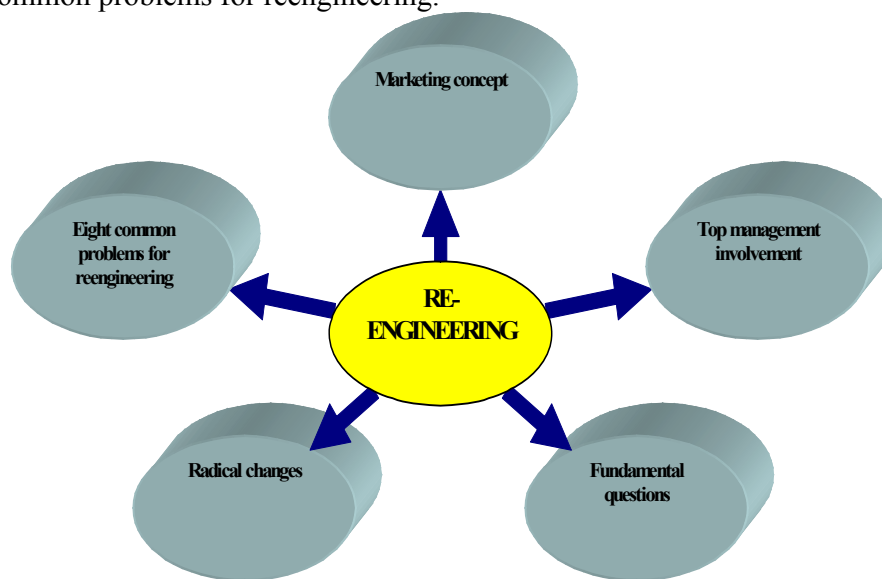 ommon problems for reengineering.
Marketing concept
Eight common
problems for
reengineering
Top management
involvement
RE-
ENGINEERING
Radical changes
Fundamental
questions